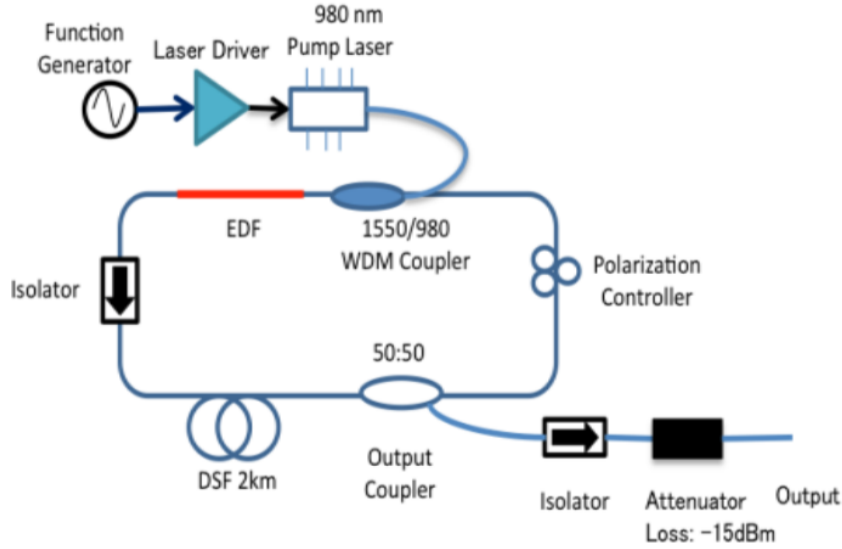 980 nm
Pump Laser
Function
Generator
Laser Driver
EDF
1550/980
WDM Coupler
Isolator
Polarization
Controller
50:50
DSF 2km
Output
Coupler
Isolator
Attenuator
Loss: -15dBm
Output